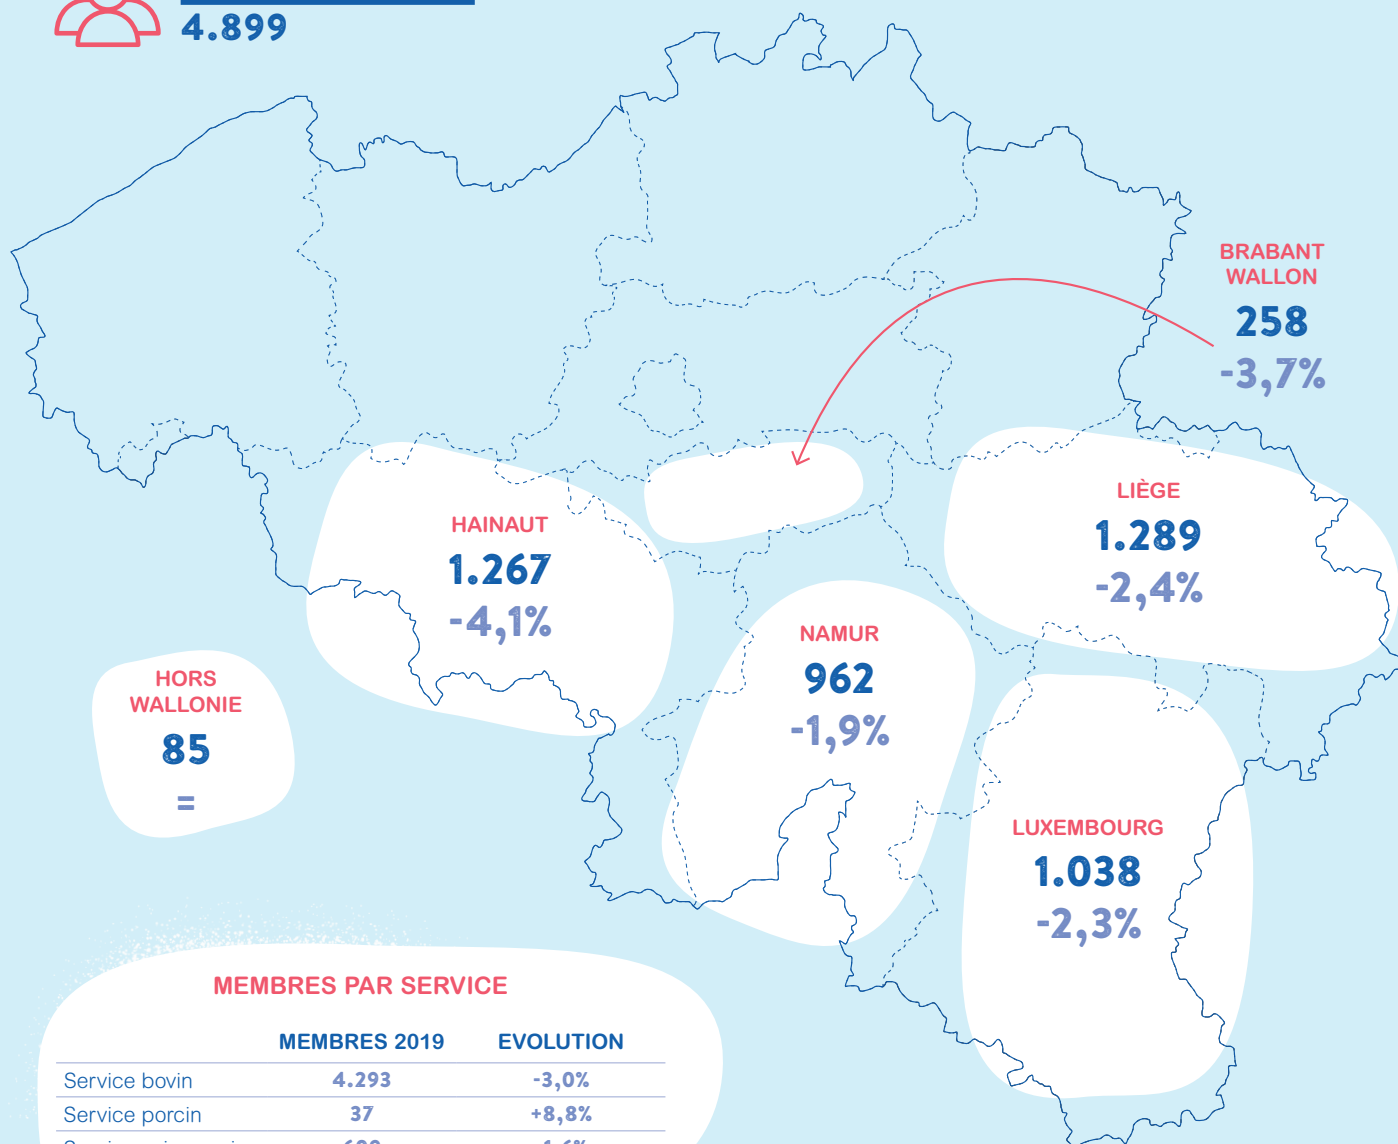 4.899
BRABANT
WALLON
258
-3,7%
LIÈGE
1.289
-2,4%
HAINAUT
1.267
-4,1%
NAMUR
962
-1,9%
HORS
WALLONIE
85
=
LUXEMBOURG
1.038
-2,3%
MEMBRES PAR SERVICE
MEMBRES 2019 EVOLUTION
Service bovin 4.293 -3,0%
Service porcin 37 +8,8%